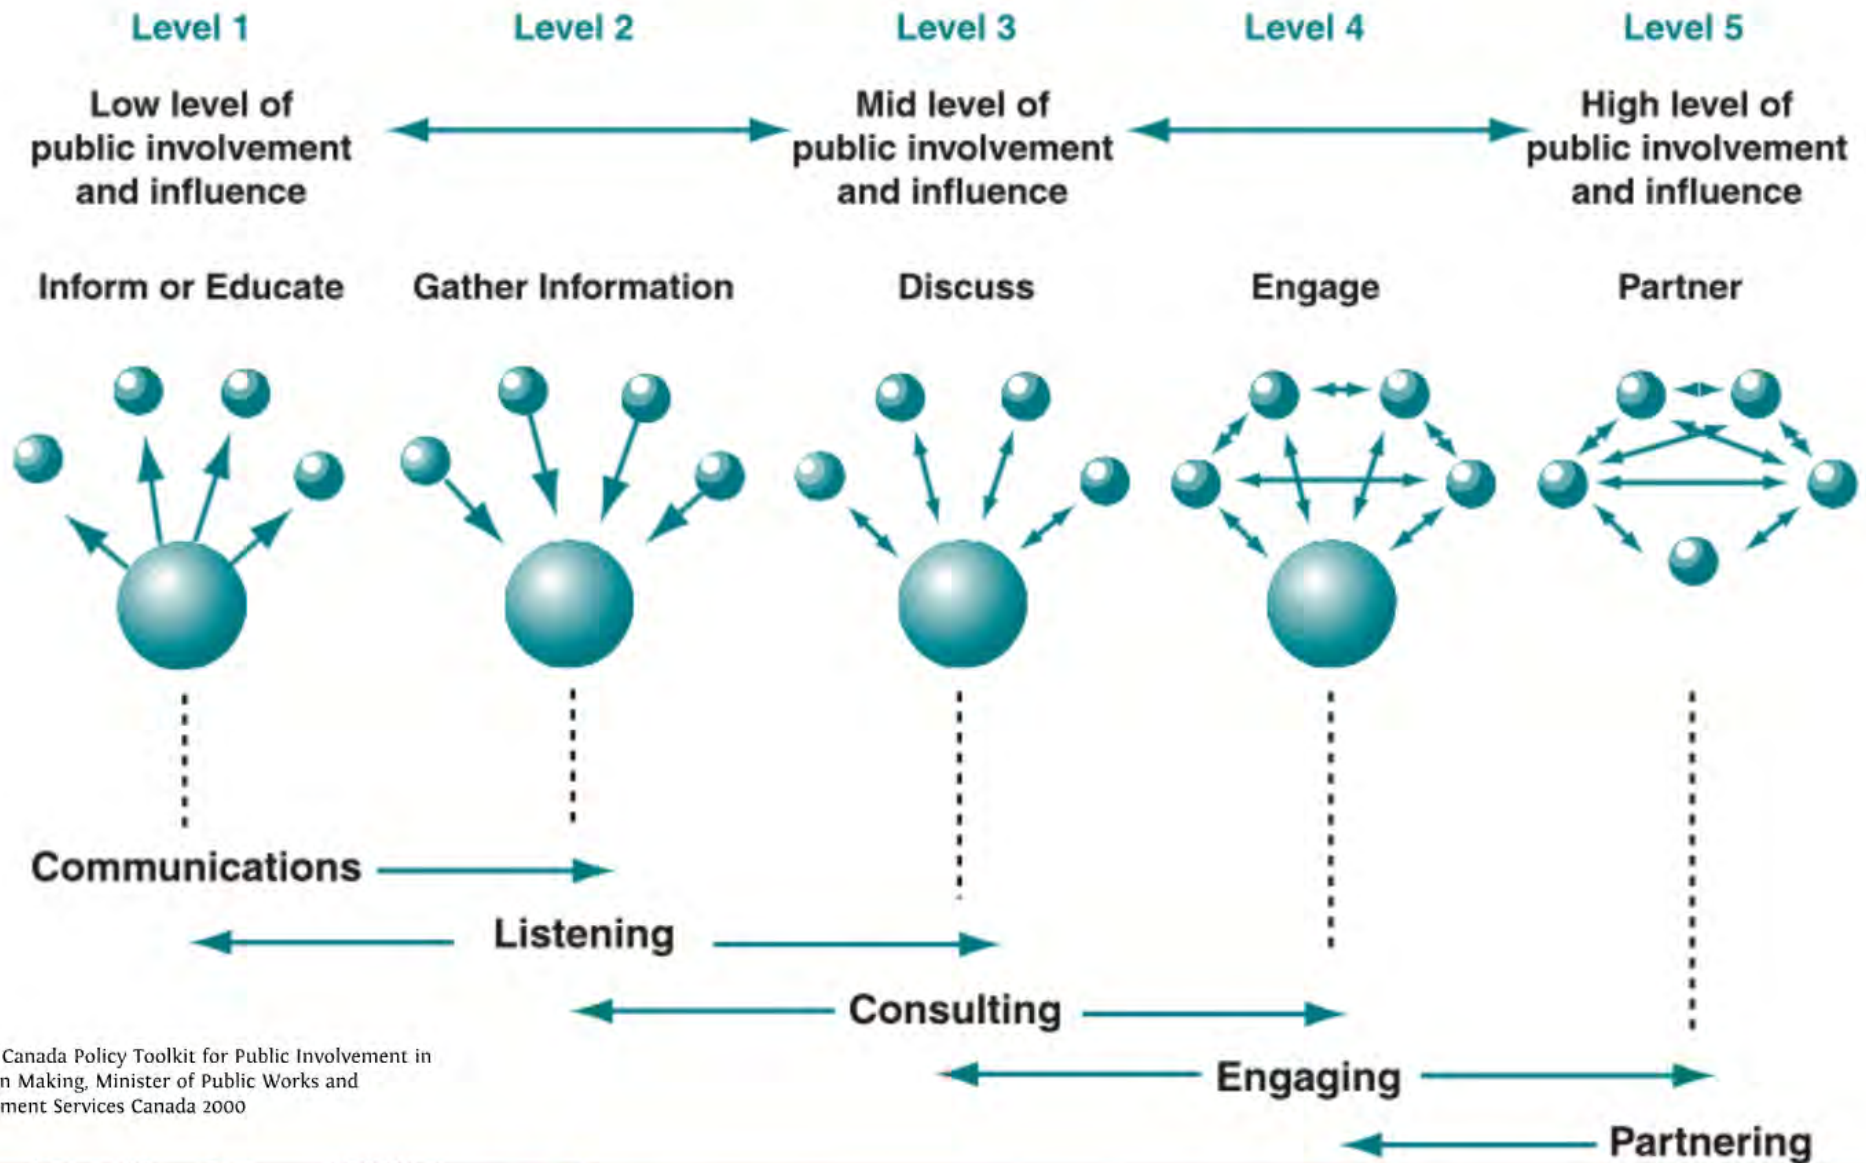 Level 1
Level 2
Level 3
Level 4
Level 5
Low level of
public involvement
and influence
Mid level of
public involvement
and influence
High level of
public involvement
and influence
Inform or Educate
Gather Information
Discuss
Engage
Partner
Communications
Listening
Consulting
Engaging
Partnering
Canada Policy Toolkit for Public Involvement in
n Making, Minister of Public Works and
ment Services Canada 2000